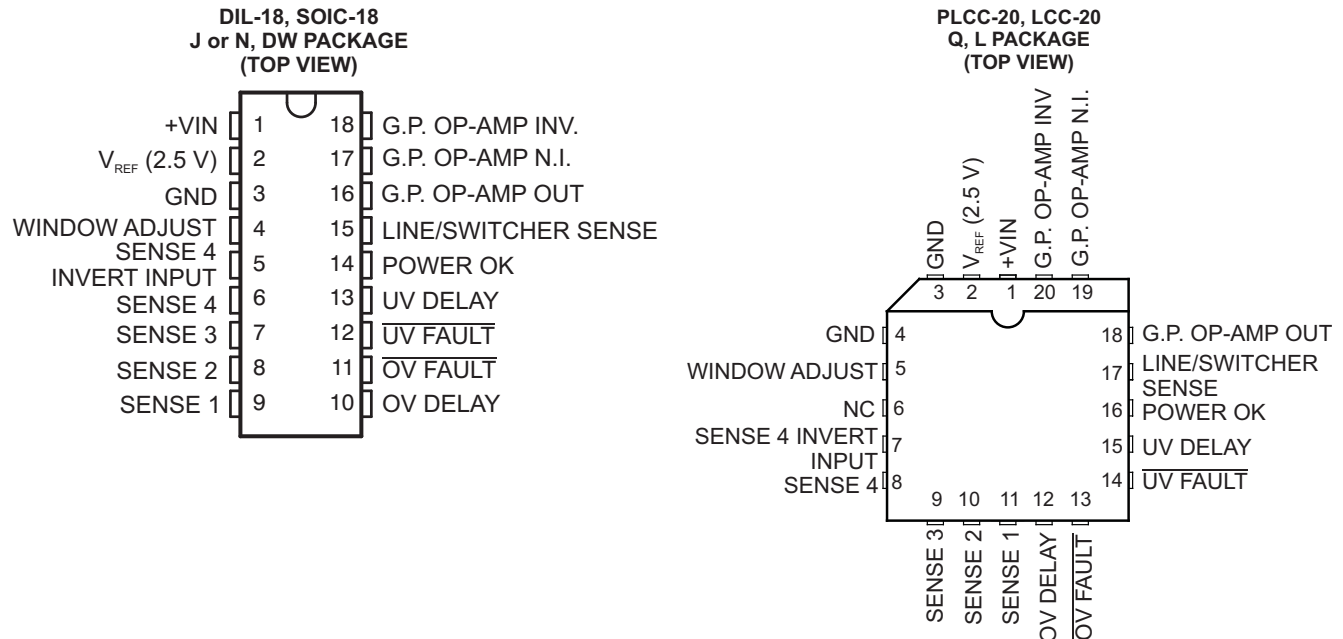 DIL-18, SOIC-18
J or N, DW PACKAGE
(TOP VIEW)
+VIN 1
VREF (2.5 V) 2
GND 3
WINDOW ADJUST 4
SENSE 4
INVERT INPUT 5
SENSE 4 6
SENSE 3 7
SENSE 2 8
SENSE 1 9
18 G.P. OP-AMP INV.
17 G.P. OP-AMP N.I.
16 G.P. OP-AMP OUT
15 LINE/SWITCHER SENSE
14 POWER OK
13 UV DELAY
12 UV FAULT
11 OV FAULT
10 OV DELAY
PLCC-20, LCC-20
Q, L PACKAGE
(TOP VIEW)
GND
VREF (2.5 V)
+VIN
G.P. OP-AMP INV
G.P. OP-AMP N.I.
3 2 1 20 19
GND 4
WINDOW ADJUST 5
NC 6
SENSE 4 INVERT
INPUT 7
SENSE 4 8
18 G.P. OP-AMP OUT
17 LINE/SWITCHER
SENSE
16 POWER OK
15 UV DELAY
14 UV FAULT
9 10 11 12 13
SENSE 3
SENSE 2
SENSE 1
OV DELAY
OV FAULT